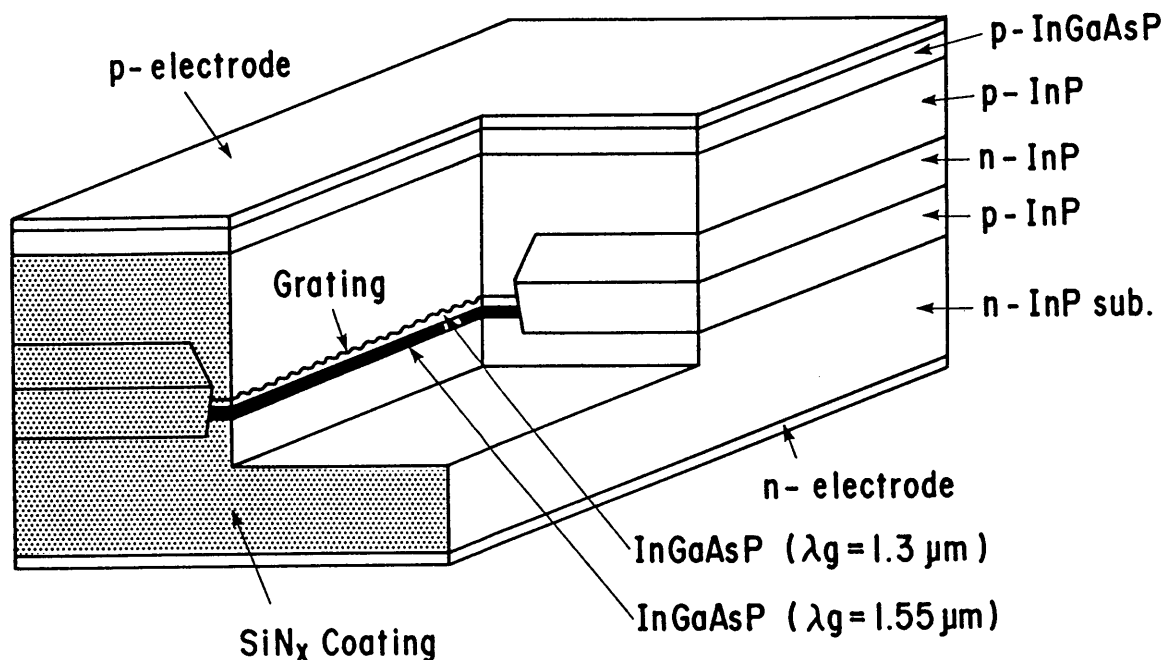 p-InGaAsP
p-electrode
p-InP
n-InP
p-InP
Grating
n-InP sub.
n-electrode
InGaAsP (λg=1.3 μm)
InGaAsP (λg=1.55 μm)
SiNx Coating